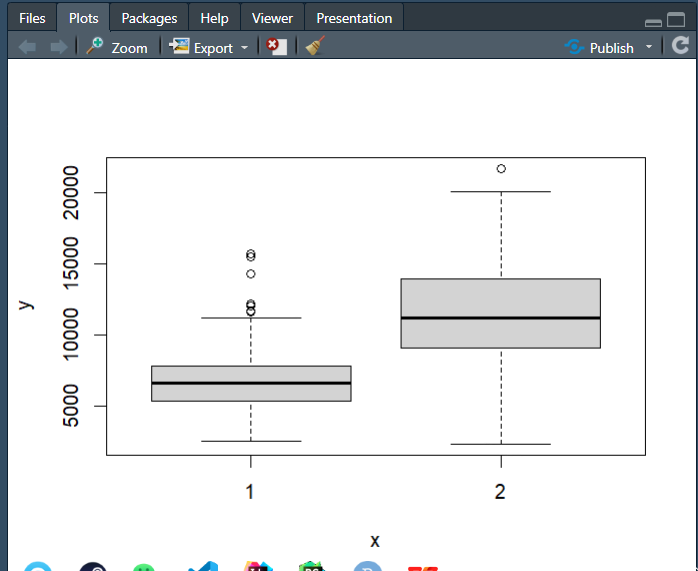 Files Plots Packages Help Viewer Presentation
Zoom Export Publish
20000
15000
10000
5000
y
1 2
x